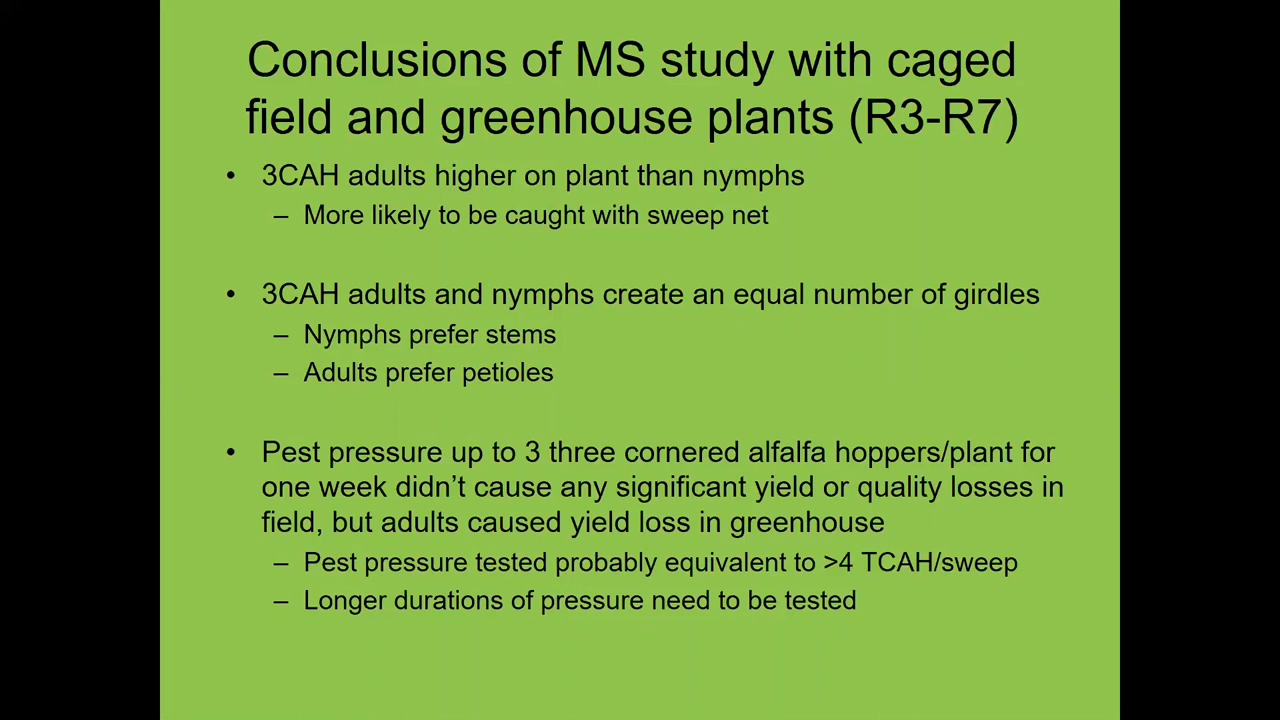 Conclusions of MS study with caged
field and greenhouse plants (R3-R7)
• 3CAH adults higher on plant than nymphs
– More likely to be caught with sweep net
• 3CAH adults and nymphs create an equal number of girdles
– Nymphs prefer stems
– Adults prefer petioles
• Pest pressure up to 3 three cornered alfalfa hoppers/plant for
one week didn’t cause any significant yield or quality losses in
field, but adults caused yield loss in greenhouse
– Pest pressure tested probably equivalent to >4 TCAH/sweep
– Longer durations of pressure need to be tested